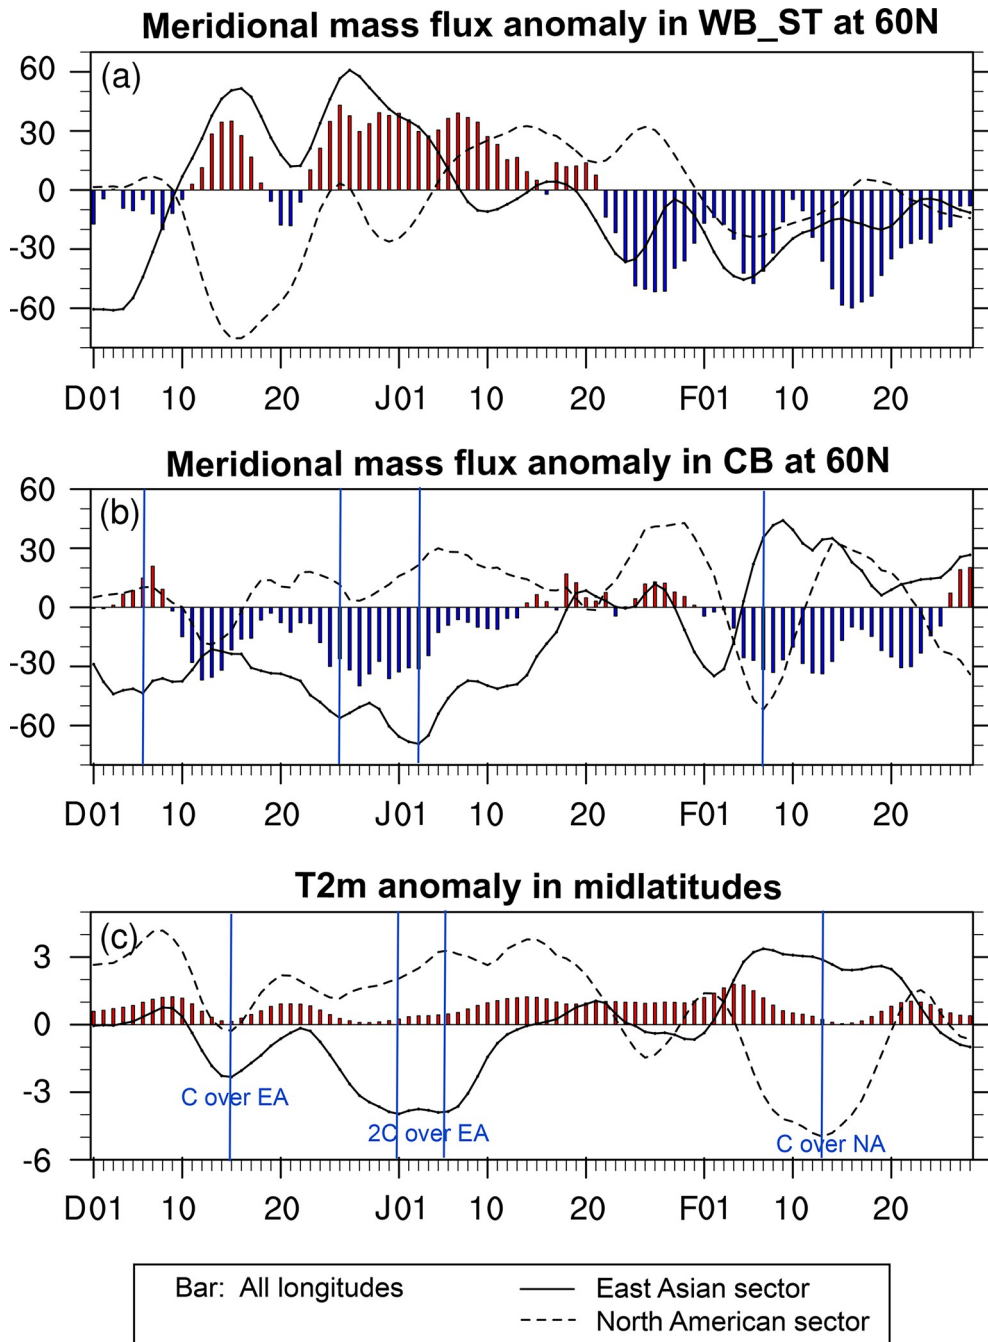 Meridional mass flux anomaly in WB_ST at 60N
(a)
60
30
0
-30
-60
D01 10 20 J01 10 20 F01 10 20
Meridional mass flux anomaly in CB at 60N
(b)
60
30
0
-30
-60
D01 10 20 J01 10 20 F01 10 20
T2m anomaly in midlatitudes
(c)
3
0
-3
-6
C over EA
2C over EA
C over NA
D01 10 20 J01 10 20 F01 10 20
Bar: All longitudes
East Asian sector
North American sector